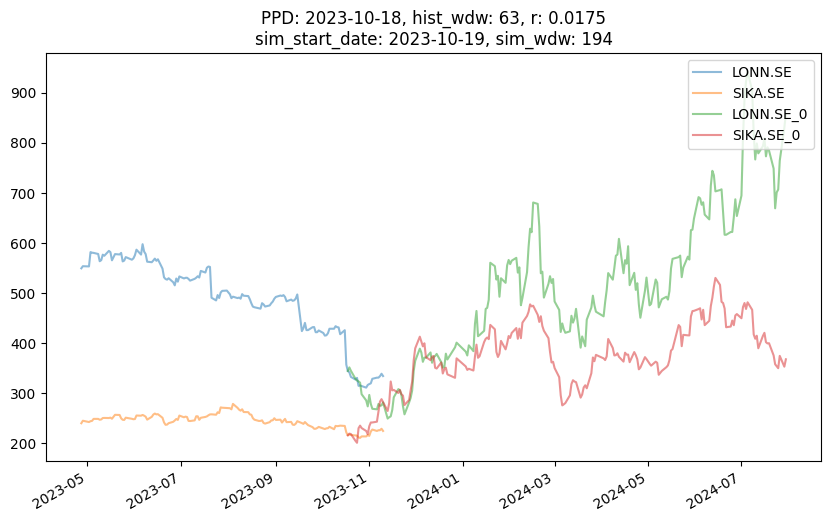 PPD: 2023-10-18, hist_wdw: 63, r: 0.0175
sim_start_date: 2023-10-19, sim_wdw: 194
LONN.SE
SIKA.SE
LONN.SE_0
SIKA.SE_0
900
800
700
600
500
400
300
200
2023-05
2023-07
2023-09
2023-11
2024-01
2024-03
2024-05
2024-07